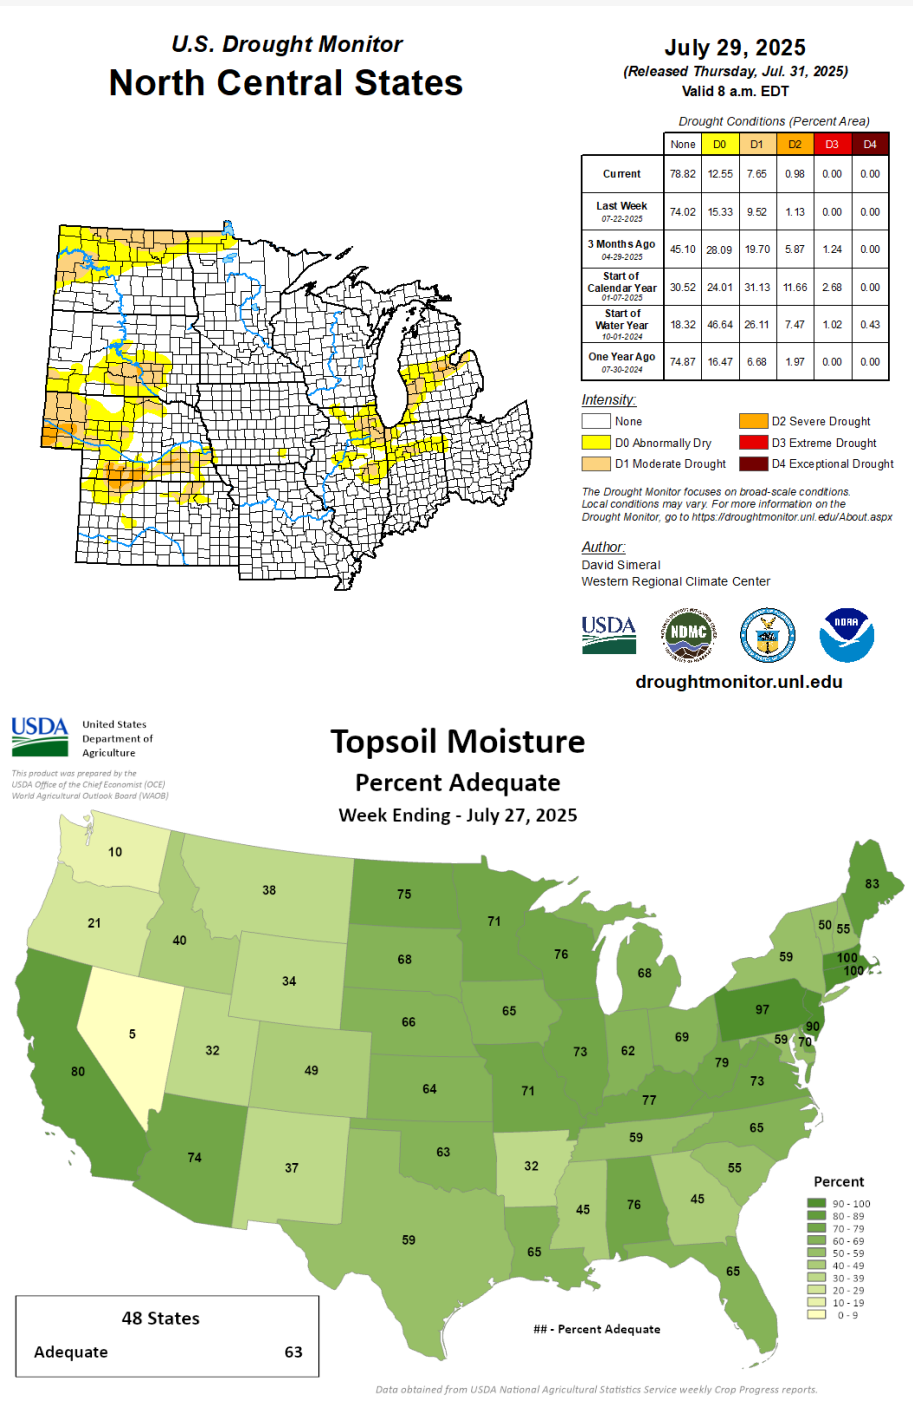 U.S. Drought Monitor
North Central States
July 29, 2025
(Released Thursday, Jul. 31, 2025)
Valid 8 a.m. EDT
Drought Conditions (Percent Area)
None D0 D1 D2 D3 D4
Current 78.82 12.55 7.65 0.98 0.00 0.00
Last Week 07-22-2025 74.02 15.33 9.52 1.13 0.00 0.00
3 Months Ago 04-29-2025 45.10 28.09 19.70 5.87 1.24 0.00
Start of Calendar Year 01-07-2025 30.52 24.01 31.13 11.66 2.68 0.00
Start of Water Year 10-01-2024 18.32 46.64 26.11 7.47 1.02 0.43
One Year Ago 07-30-2024 74.87 16.47 6.68 1.97 0.00 0.00
Intensity:
None
D0 Abnormally Dry
D1 Moderate Drought
D2 Severe Drought
D3 Extreme Drought
D4 Exceptional Drought
The Drought Monitor focuses on broad-scale conditions.
Local conditions may vary. For more information on the
Drought Monitor, go to https://droughtmonitor.unl.edu/About.aspx
Author:
David Simeral
Western Regional Climate Center
USDA
NDMC
NOAA
droughtmonitor.unl.edu
USDA
United States
Department of
Agriculture
This product was prepared by the
USDA Office of the Chief Economist (OCE)
World Agricultural Outlook Board (WAOB)
Topsoil Moisture
Percent Adequate
Week Ending - July 27, 2025
10
38
75
71
83
21
40
50
55
76
59
100
100
34
68
68
66
65
97
5
32
73
62
69
90
59
70
80
49
64
71
79
73
77
74
37
63
32
59
65
55
45
76
45
59
65
65
Percent
90 - 100
80 - 89
70 - 79
60 - 69
50 - 59
40 - 49
30 - 39
20 - 29
10 - 19
0 - 9
48 States
Adequate 63
## - Percent Adequate
Data obtained from USDA National Agricultural Statistics Service weekly Crop Progress reports.